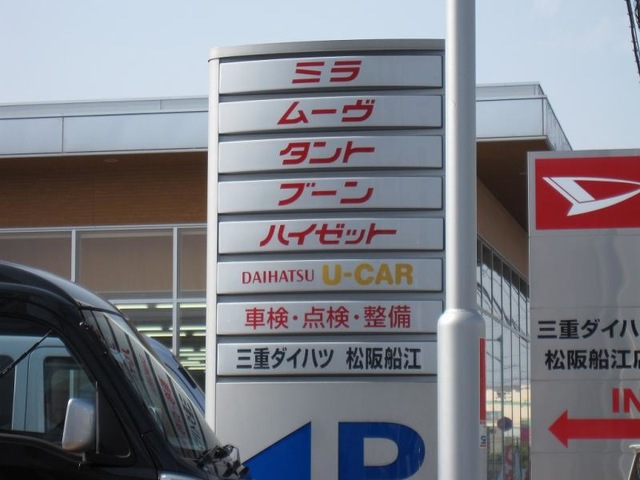 ミラ
ムーヴ
タント
ブーン
ハイゼット
DAIHATSU U-CAR
車検・点検・整備
三重ダイハツ 松阪船江
P
三重ダイハ
松阪船江店
IN